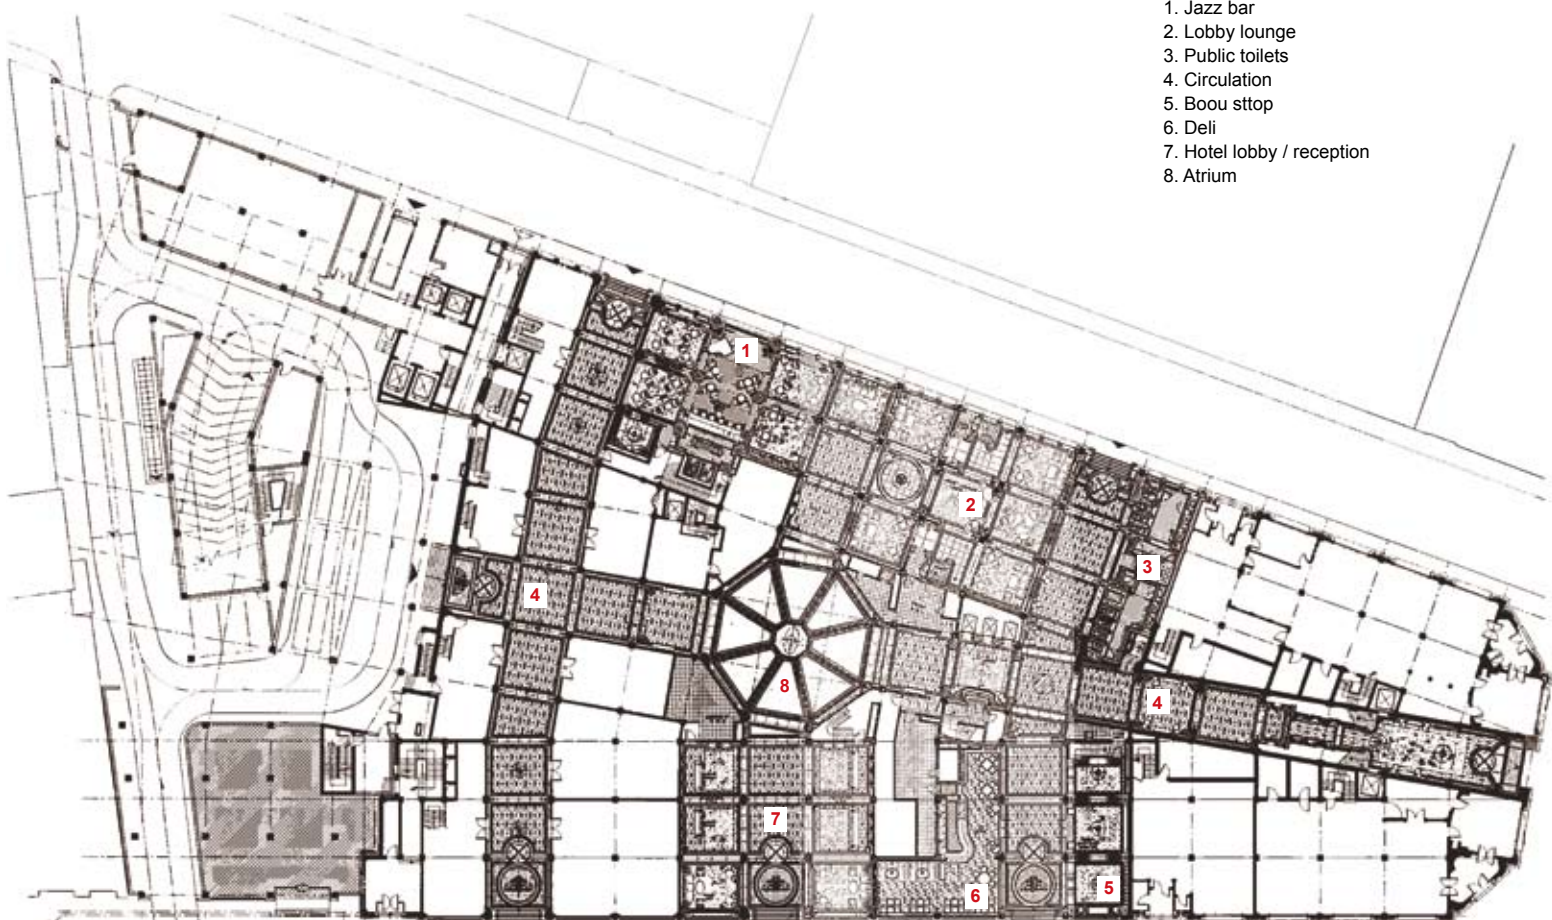 1. Jazz bar
2. Lobby lounge
3. Public toilets
4. Circulation
5. Boou sttop
6. Deli
7. Hotel lobby / reception
8. Atrium
1
2
3
4
4
8
7
6
5